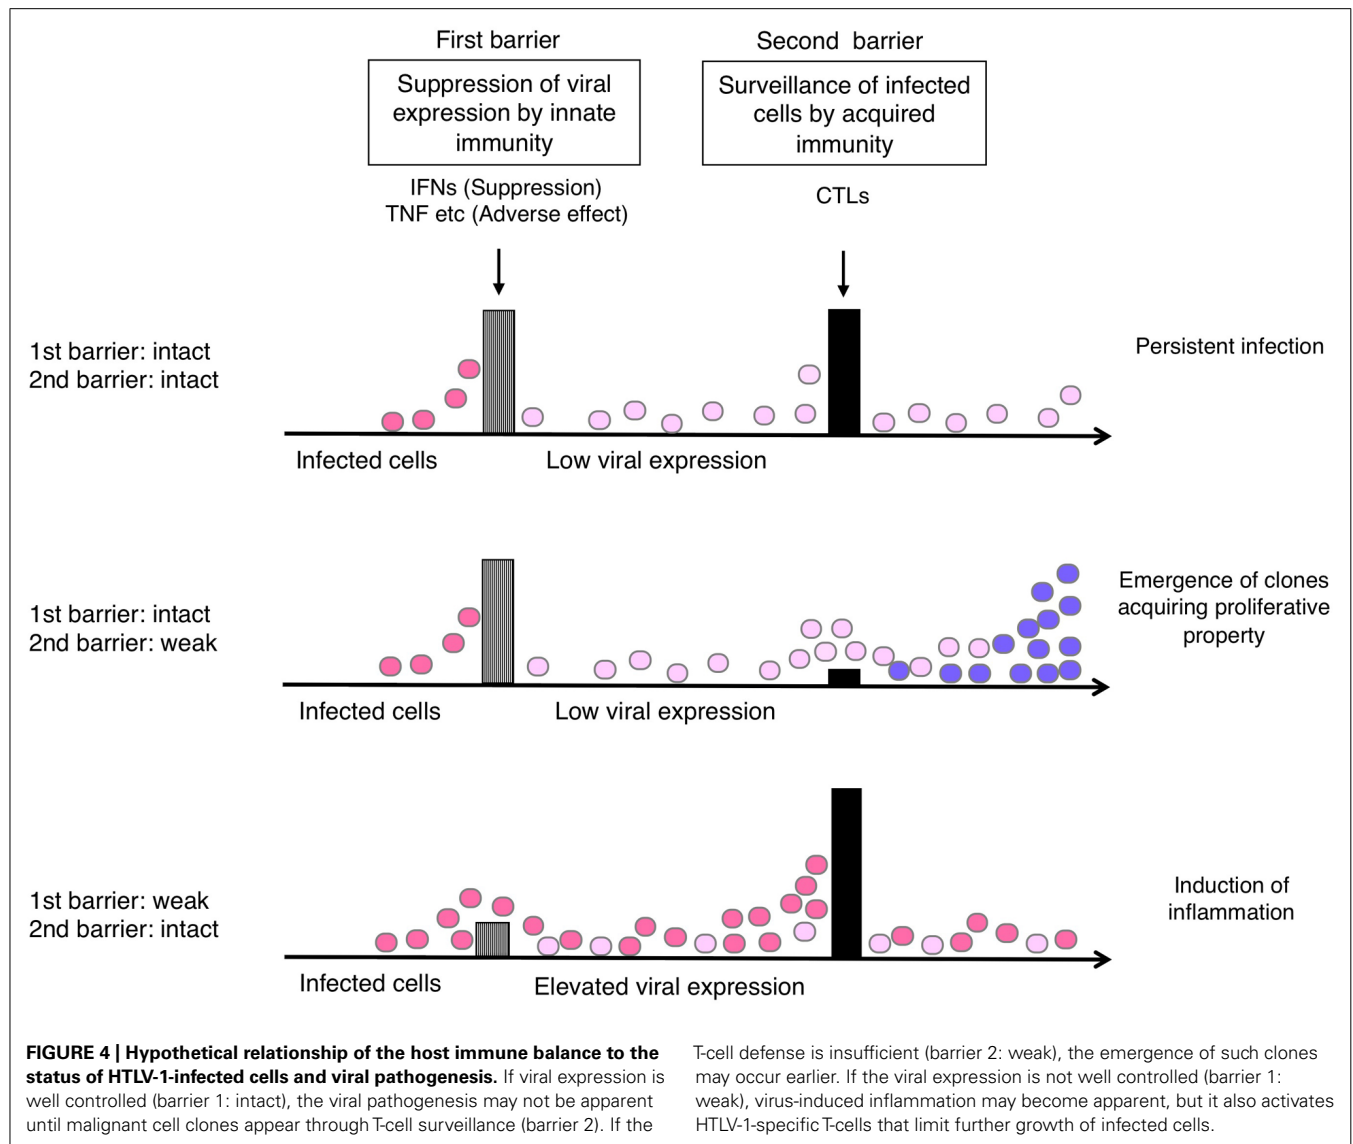 First barrier
Suppression of viral
expression by innate
immunity
IFNs (Suppression)
TNF etc (Adverse effect)
Second barrier
Surveillance of infected
cells by acquired
immunity
CTLs
1st barrier: intact
2nd barrier: intact
Persistent infection
Infected cells
Low viral expression
1st barrier: intact
2nd barrier: weak
Emergence of clones
acquiring proliferative
property
Infected cells
Low viral expression
1st barrier: weak
2nd barrier: intact
Induction of
inflammation
Infected cells
Elevated viral expression
FIGURE 4 | Hypothetical relationship of the host immune balance to the
status of HTLV-1-infected cells and viral pathogenesis. If viral expression is
well controlled (barrier 1: intact), the viral pathogenesis may not be apparent
until malignant cell clones appear through T-cell surveillance (barrier 2). If the
T-cell defense is insufficient (barrier 2: weak), the emergence of such clones
may occur earlier. If the viral expression is not well controlled (barrier 1:
weak), virus-induced inflammation may become apparent, but it also activates
HTLV-1-specific T-cells that limit further growth of infected cells.